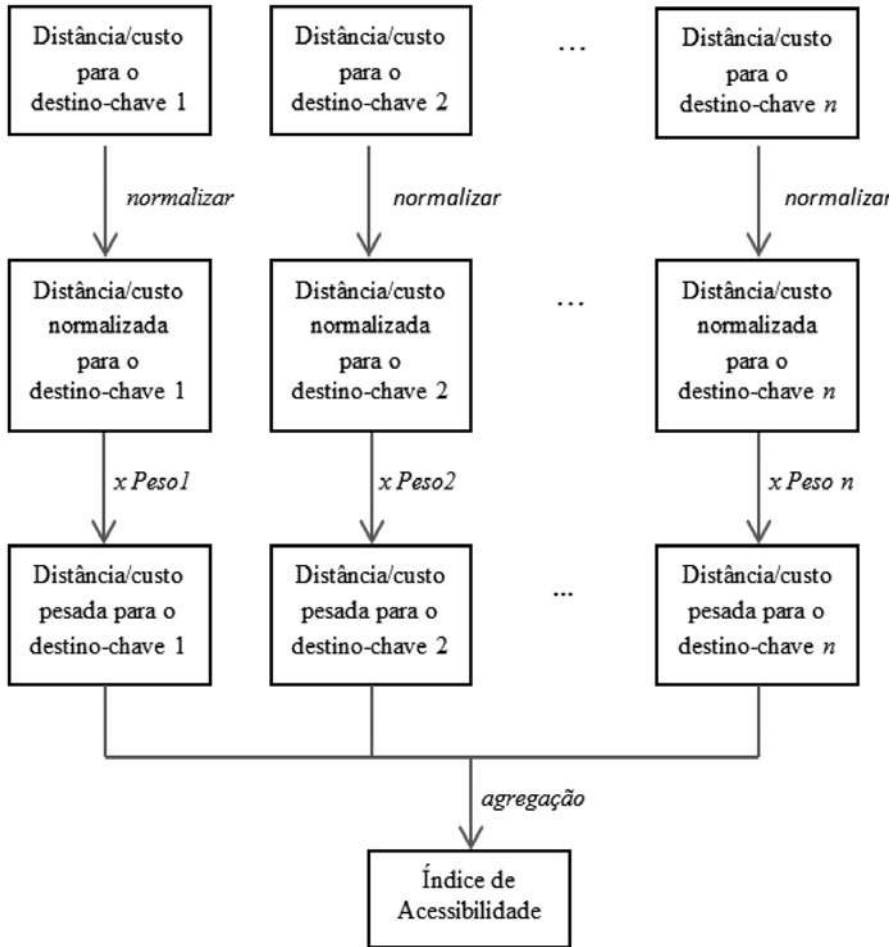 Distância/custo
para o
destino-chave 1
Distância/custo
para o
destino-chave 2
...
Distância/custo
para o
destino-chave n
normalizar
normalizar
normalizar
Distância/custo
normalizada
para o
destino-chave 1
Distância/custo
normalizada
para o
destino-chave 2
...
Distância/custo
normalizada
para o
destino-chave n
x Peso1
x Peso2
x Peso n
Distância/custo
pesada para o
destino-chave 1
Distância/custo
pesada para o
destino-chave 2
...
Distância/custo
pesada para o
destino-chave n
agregação
Índice de
Acessibilidade